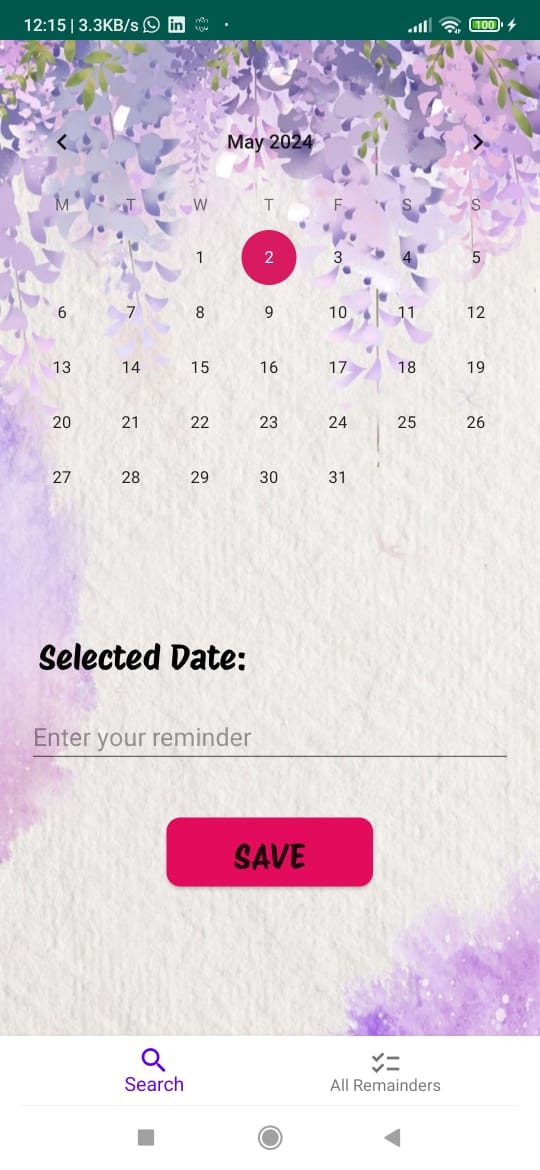 12:15 | 3.3KB/s in 100
May 2024
M T W T F S S
1 2 3 4 5
6 7 8 9 10 11 12
13 14 15 16 17 18 19
20 21 22 23 24 25 26
27 28 29 30 31
Selected Date:
Enter your reminder
SAVE
Search All Remainders